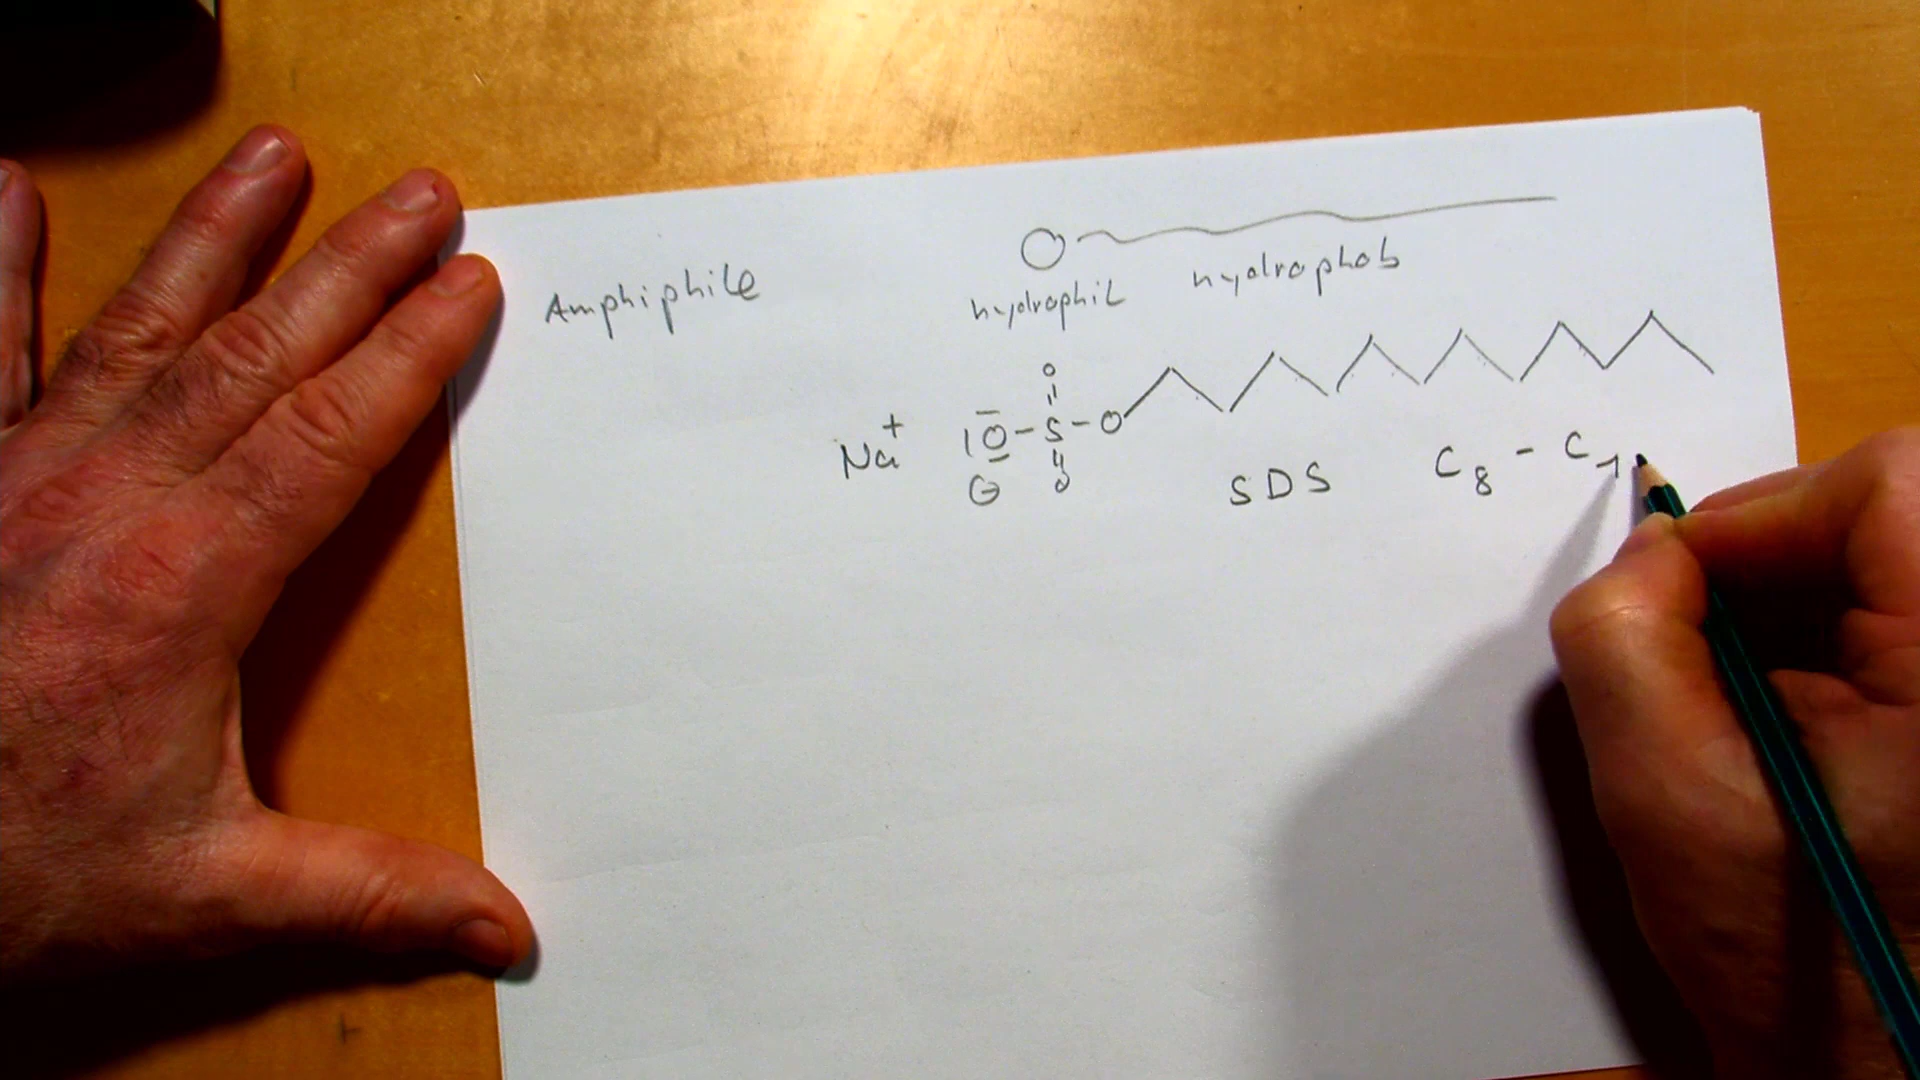 Amphiphile
hydrophil hydrophob
O
Na+ |O-S-O
⊖ O
SDS C8 - C1